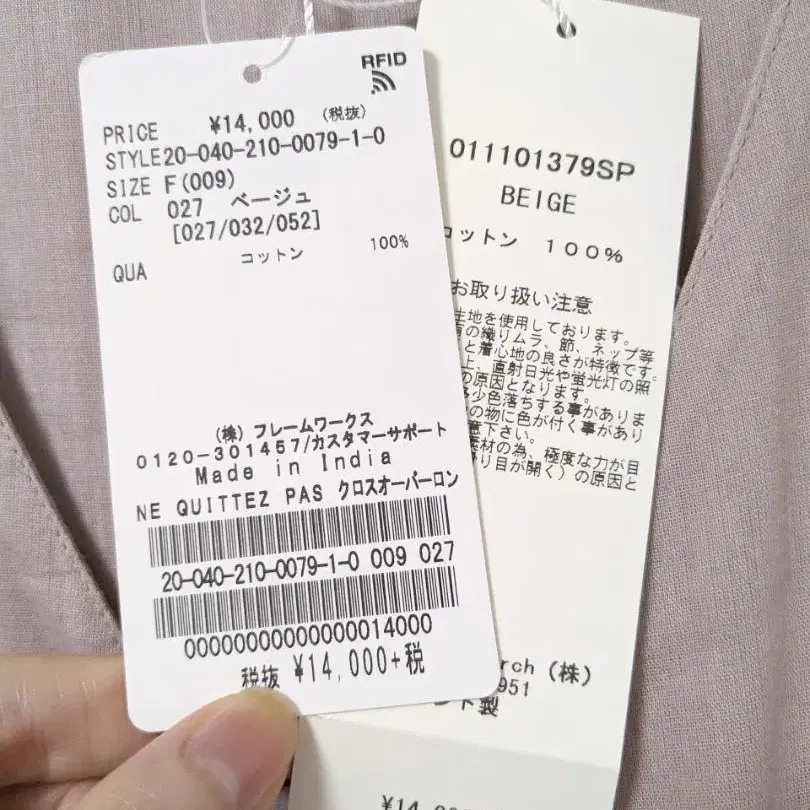 RFID
PRICE ¥14,000 (税抜)
STYLE20-040-210-0079-1-0
SIZE F(009)
COL 027 ベージュ
[027/032/052]
QUA コットン 100%
(株)フレームワークス
0120-301457/カスタマーサポート
Made in India
NE QUITTEZ PAS クロスオーバーロン
20-040-210-0079-1-0 009 027
00000000000000014000
税抜 ¥14,000+税
011101379SP
BEIGE
コットン 100%
お取り扱い注意
生地を使用しております。
の織りムラ、節、ネップ等
と着心地の良さが特徴です。
上、直射日光や蛍光灯の照
の原因となります。
多少色落ちする事がありま
の物に色が付く事があり
意下さい。
素材の為、極度な力が目
り目が開く)の原因と
rch (株)
951
ド製
¥14,00